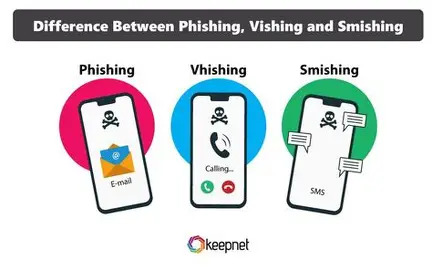 Difference Between Phishing, Vishing and Smishing
Phishing Vhishing Smishing
@
E-mail
Calling...
SMS
keepnet